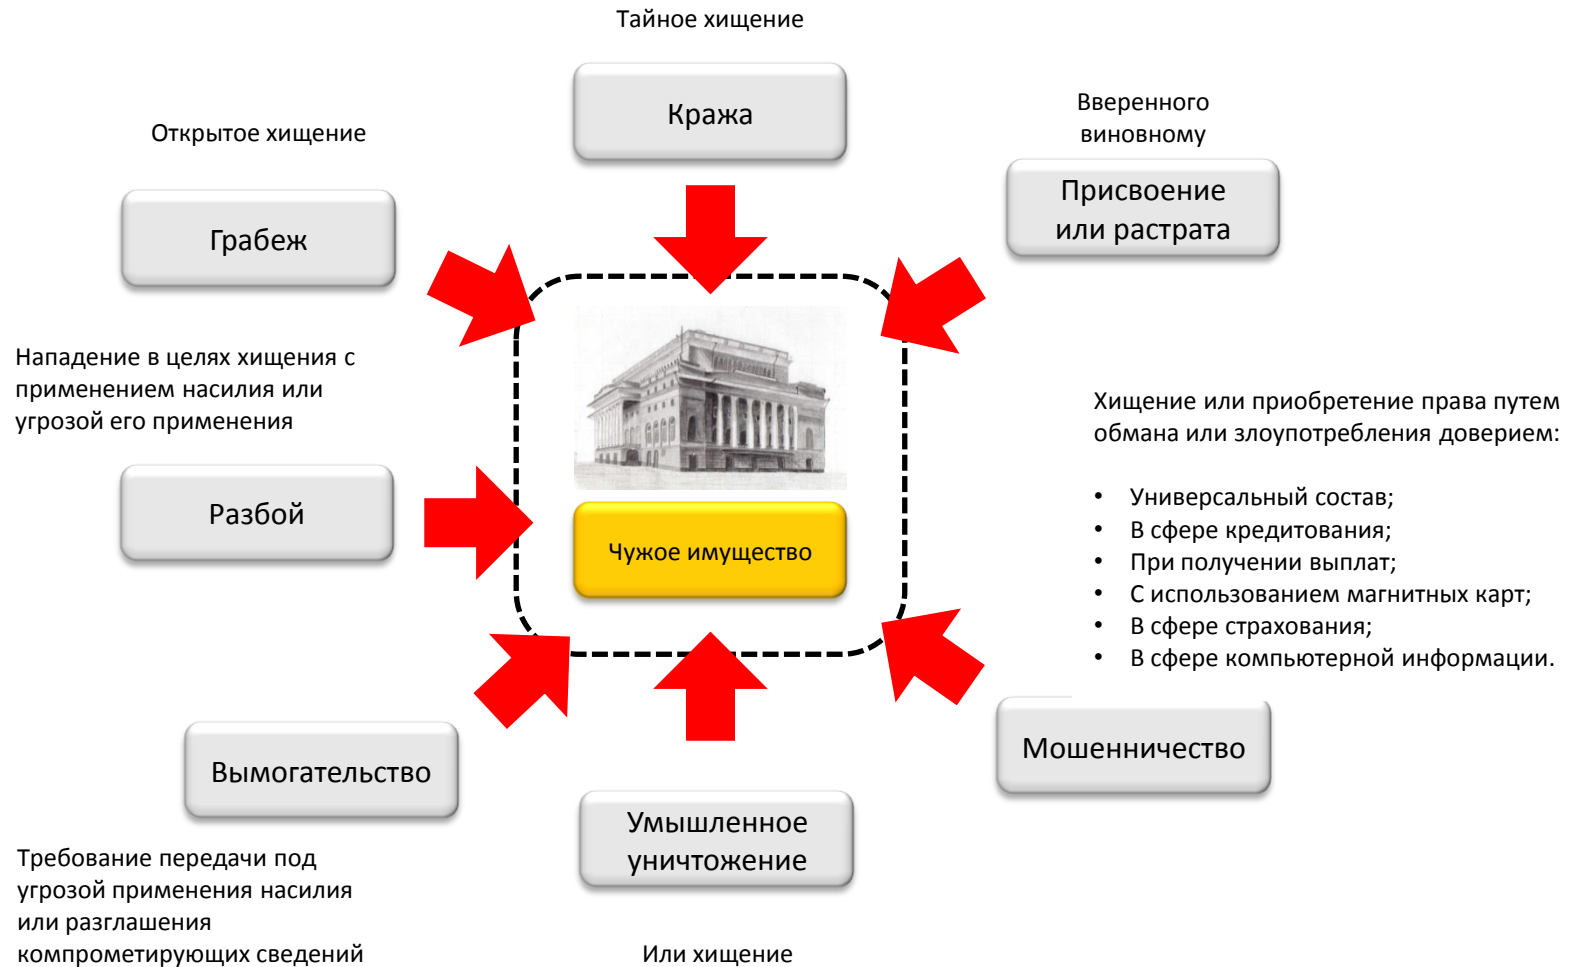 Тайное хищение
Кража
Открытое хищение
Грабеж
Вверенного
виновному
Присвоение
или растрата
Нападение в целях хищения с
применением насилия или
угрозой его применения
Разбой
Чужое имущество
Хищение или приобретение права путем
обмана или злоупотребления доверием:
• Универсальный состав;
• В сфере кредитования;
• При получении выплат;
• С использованием магнитных карт;
• В сфере страхования;
• В сфере компьютерной информации.
Мошенничество
Вымогательство
Требование передачи под
угрозой применения насилия
или разглашения
компрометирующих сведений
Умышленное
уничтожение
Или хищение